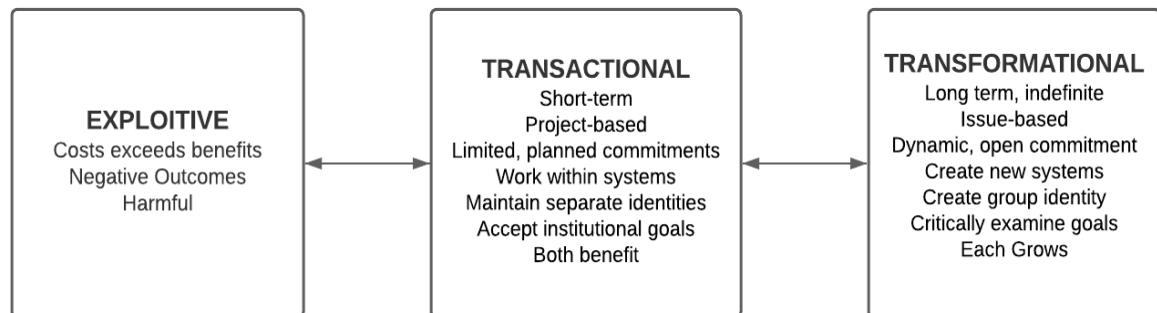 EXPLOITIVE
Costs exceeds benefits
Negative Outcomes
Harmful
TRANSACTIONAL
Short-term
Project-based
Limited, planned commitments
Work within systems
Maintain separate identities
Accept institutional goals
Both benefit
TRANSFORMATIONAL
Long term, indefinite
Issue-based
Dynamic, open commitment
Create new systems
Create group identity
Critically examine goals
Each Grows